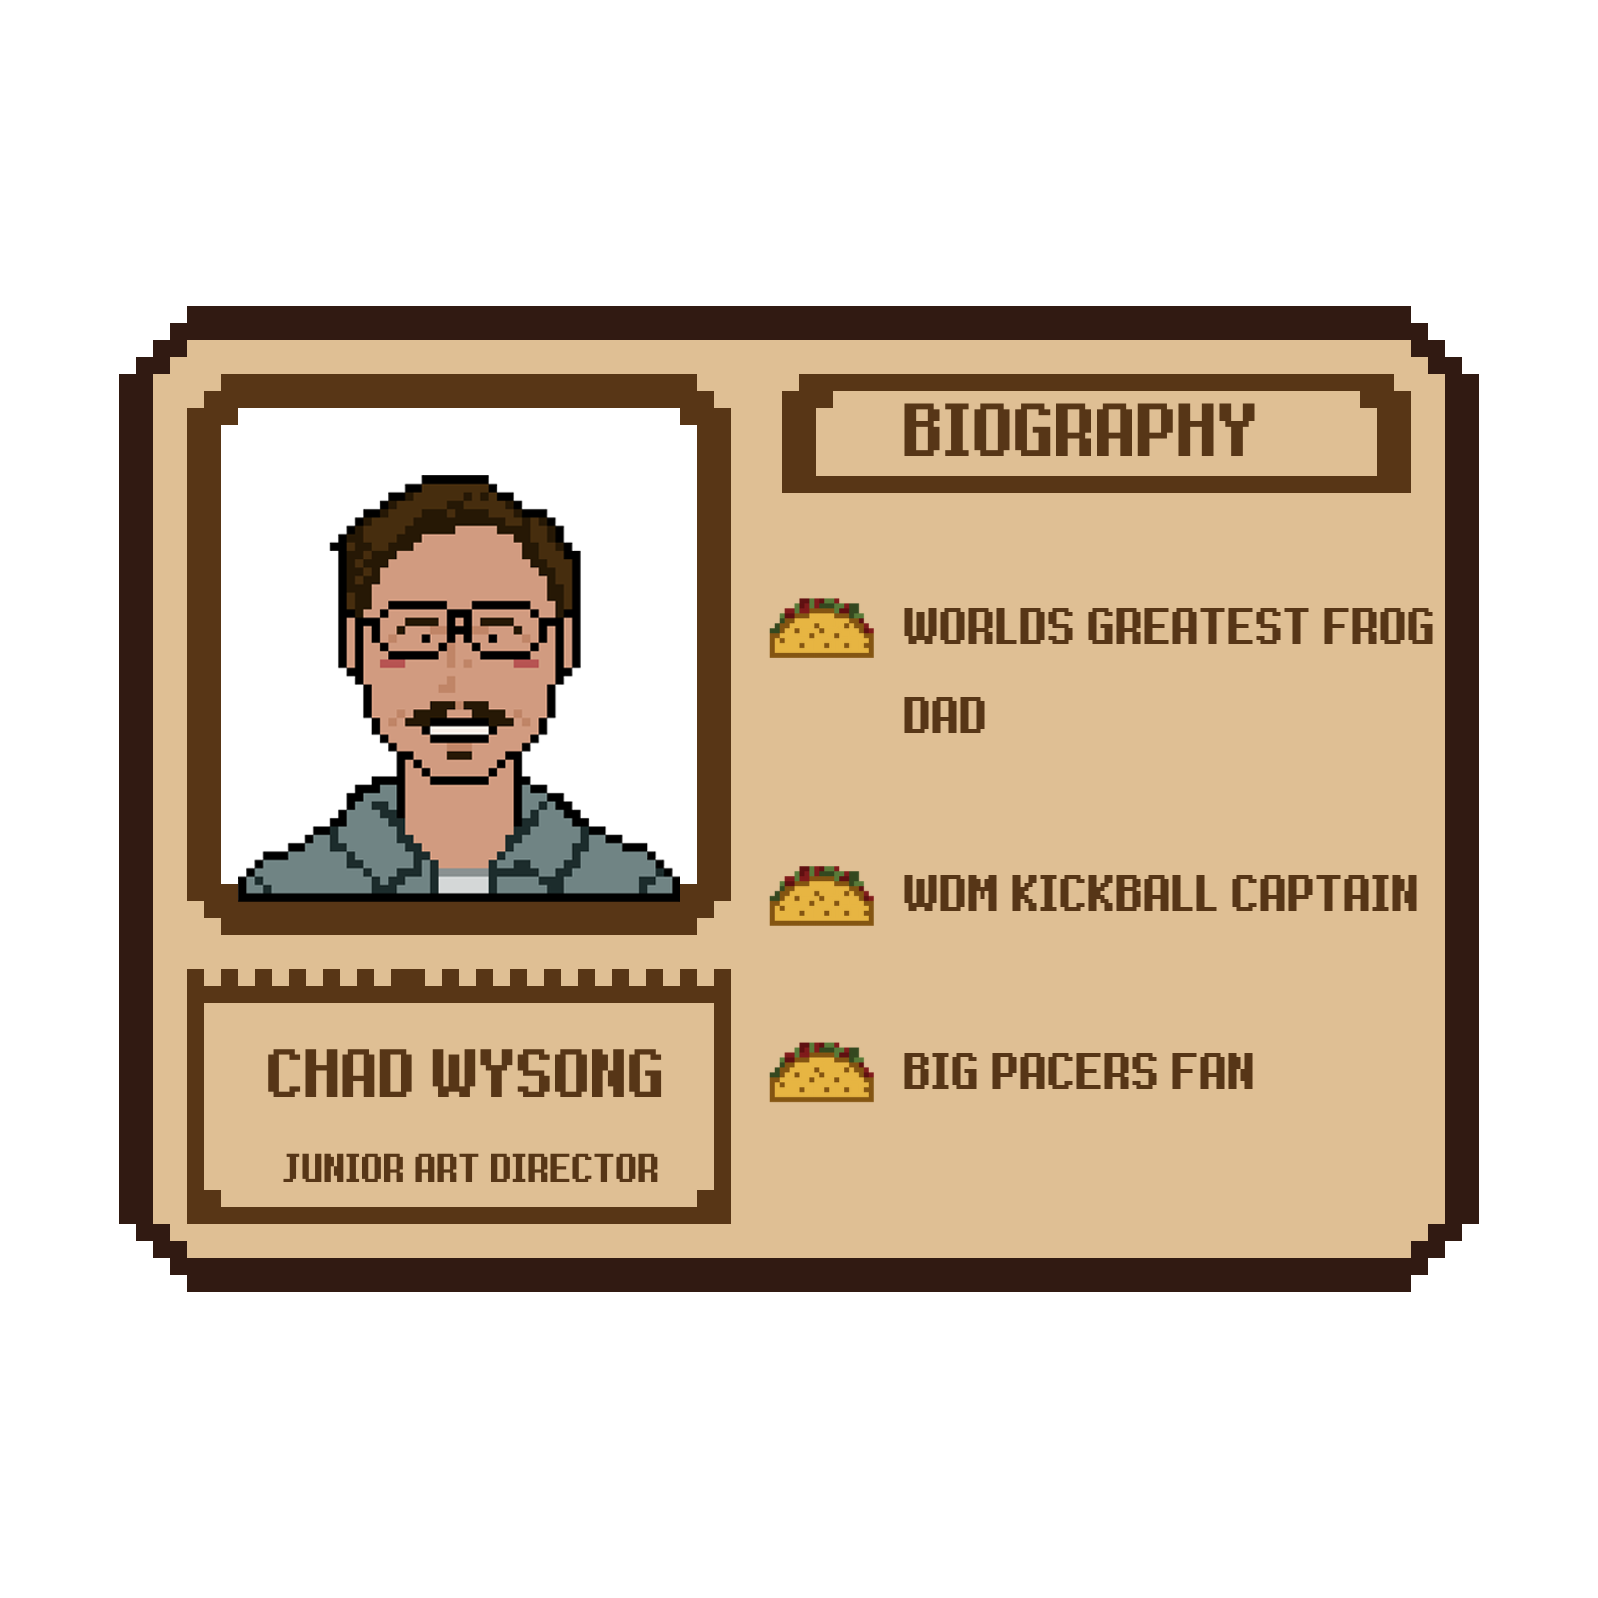 BIOGRAPHY
WORLDS GREATEST FROG
DAD
WDM KICKBALL CAPTAIN
BIG PACERS FAN
CHAD WYSONG
JUNIOR ART DIRECTOR